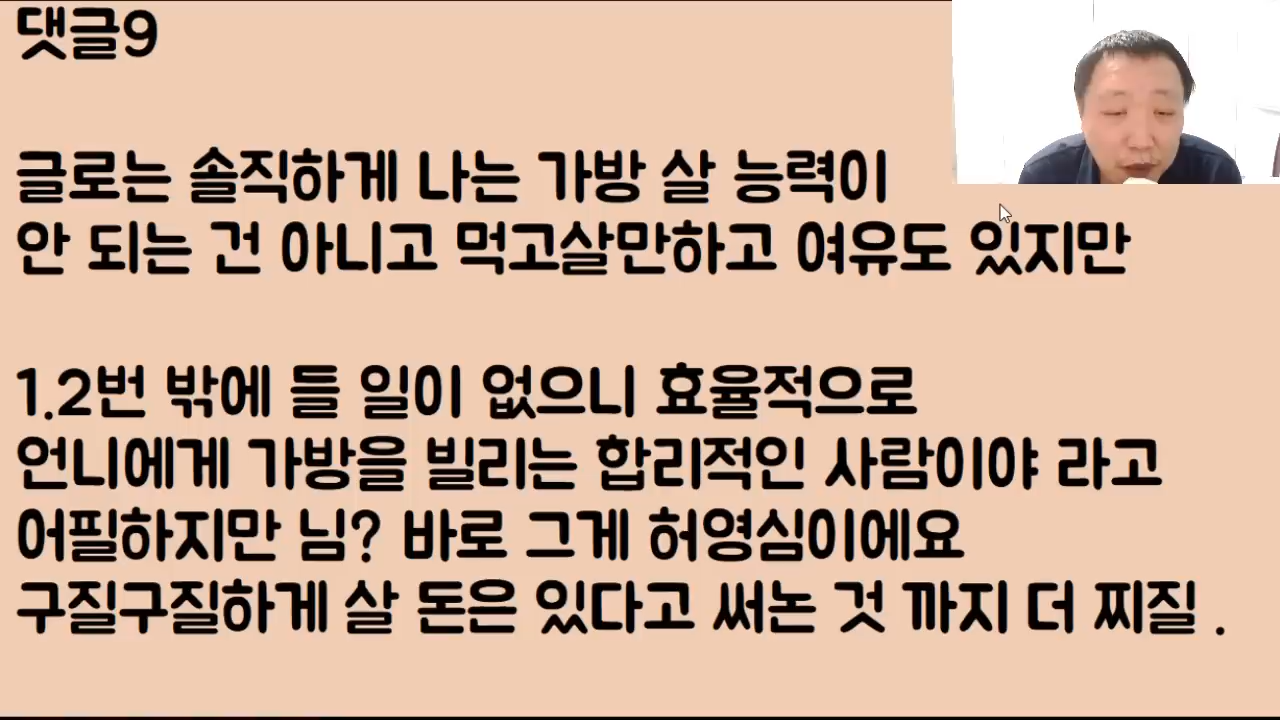 댓글9
글로는 솔직하게 나는 가방 살 능력이
안 되는 건 아니고 먹고살만하고 여유도 있지만
1.2번 밖에 들 일이 없으니 효율적으로
언니에게 가방을 빌리는 합리적인 사람이야 라고
어필하지만 님? 바로 그게 허영심이에요
구질구질하게 살 돈은 있다고 써논 것 까지 더 찌질 .